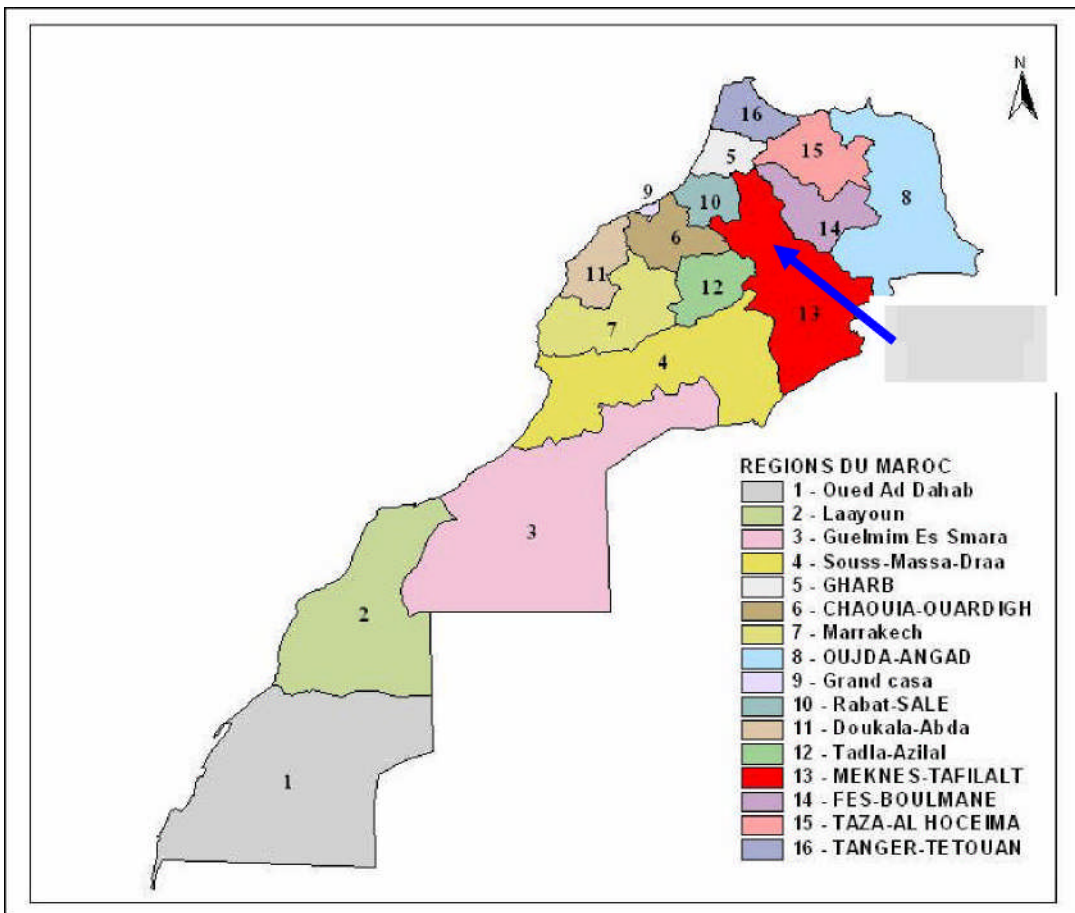 N
16
5
15
9
10
8
6
14
11
12
13
7
4
3
2
1
REGIONS DU MAROC
1 - Oued Ad Dahab
2 - Laayoun
3 - Guelmim Es Smara
4 - Souss-Massa-Draa
5 - GHARB
6 - CHAOUIA-OUARDIGH
7 - Marrakech
8 - OUJDA-ANGAD
9 - Grand casa
10 - Rabat-SALE
11 - Doukala-Abda
12 - Tadla-Azilal
13 - MEKNES-TAFILALT
14 - FES-BOULMANE
15 - TAZA-AL HOCEIMA
16 - TANGER-TETOUAN